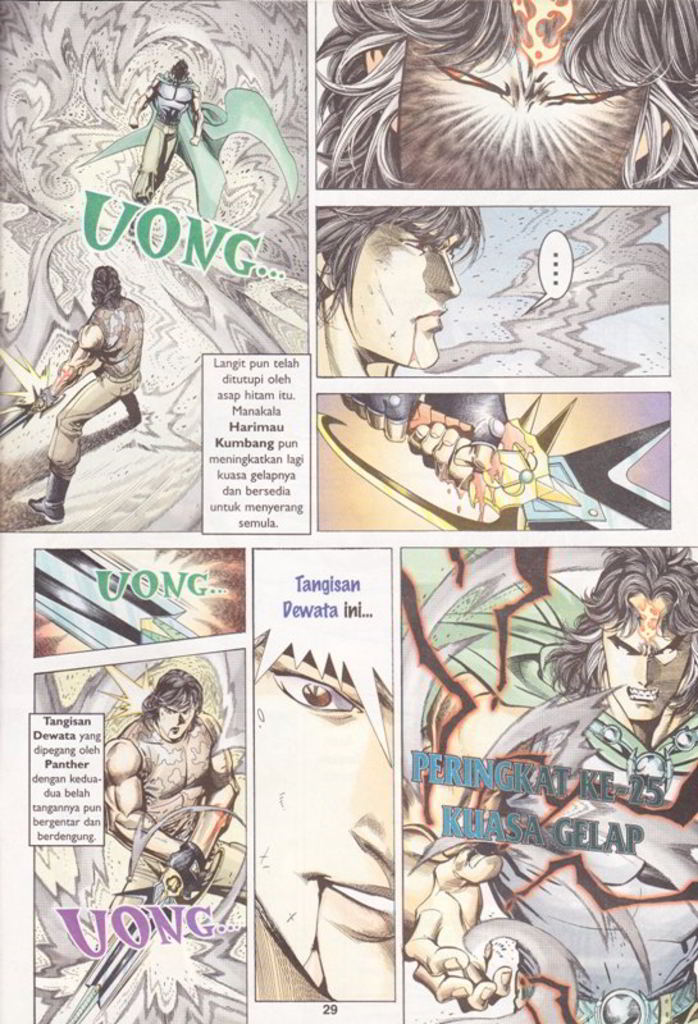 UONG...
Langit pun telah
ditutupi oleh
asap hitam itu.
Manakala
Harimau
Kumbang pun
meningkatkan lagi
kuasa gelapnya
dan bersedia
untuk menyerang
semula.
....
UONG...
Tangisan
Dewata yang
dipegang oleh
Panther
dengan kedua-
dua belah
tangannya pun
bergentar dan
berdengung.
UONG...
Tangisan
Dewata ini...
PERINGKAT KE-25
KUASA GELAP
29